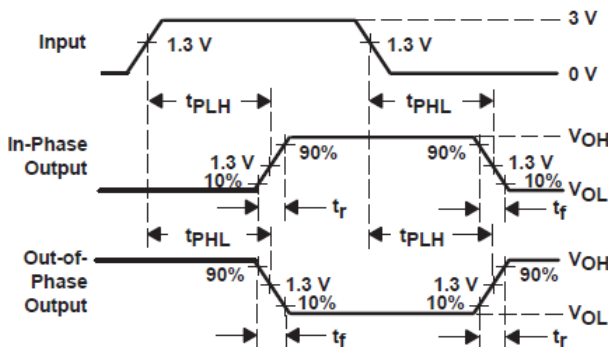 3 V
Input
1.3 V
1.3 V
0 V
tPLH
tPHL
In-Phase
Output
VOH
90%
90%
1.3 V
1.3 V
10%
10%
VOL
tr
tf
tPHL
tPLH
Out-of-
Phase
Output
VOH
90%
90%
1.3 V
1.3 V
10%
10%
VOL
tf
tr